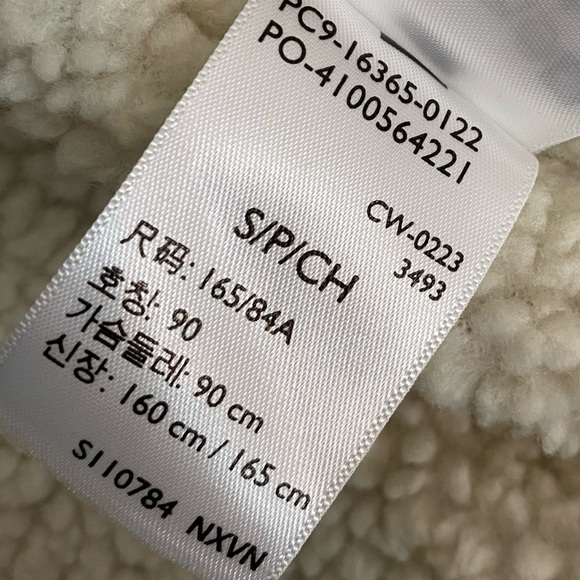 PC9-16365-0122
PO-4100564221
CW-0223
3493
S/P/CH
尺码: 165/84A
호칭: 90
가슴둘레: 90 cm
신장: 160 cm / 165 cm
S110784 NXVN